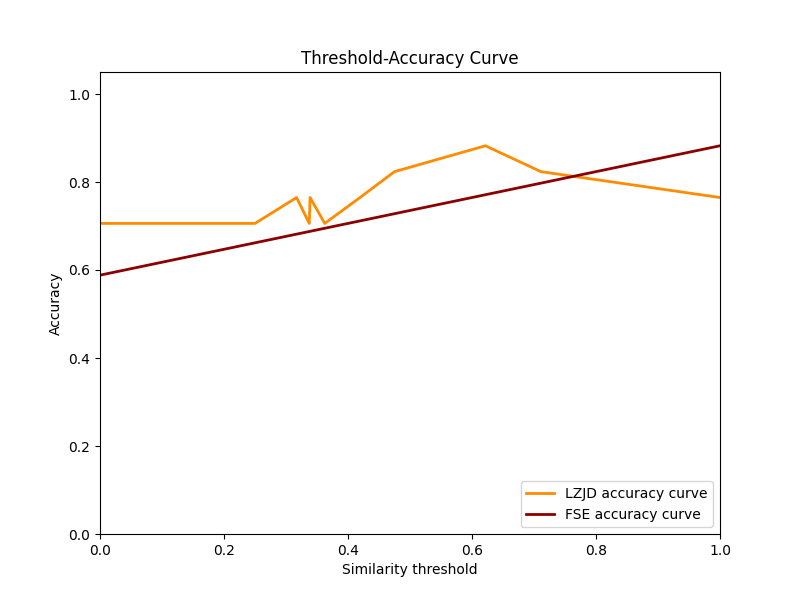 Threshold-Accuracy Curve
1.0
0.8
0.6
0.4
0.2
0.0
Accuracy
0.0 0.2 0.4 0.6 0.8 1.0
Similarity threshold
LZJD accuracy curve
FSE accuracy curve